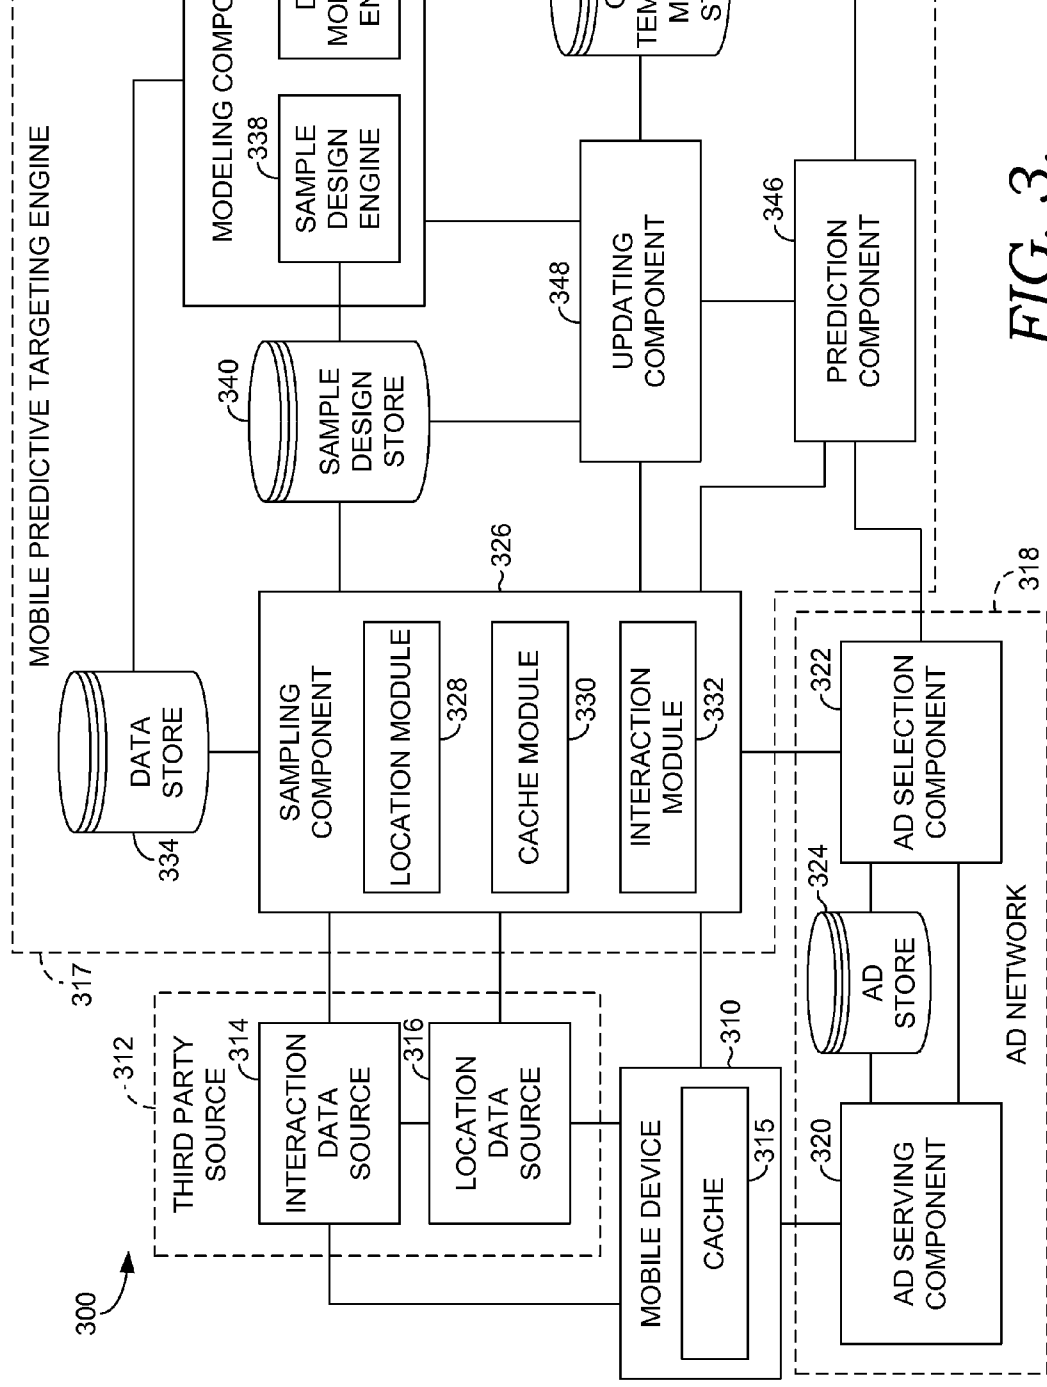 300
317
MOBILE PREDICTIVE TARGETING ENGINE
334
DATA
STORE
312
THIRD PARTY
SOURCE
314
INTERACTION
DATA
SOURCE
316
LOCATION
DATA
SOURCE
MOBILE DEVICE
310
CACHE
315
SAMPLING
COMPONENT
326
LOCATION MODULE
328
CACHE MODULE
330
INTERACTION
MODULE
332
340
SAMPLE
DESIGN
STORE
MODELING
338
SAMPLE
DESIGN
ENGINE
348
UPDATING
COMPONENT
346
PREDICTION
COMPONENT
320
AD SERVING
COMPONENT
324
AD
STORE
322
AD SELECTION
COMPONENT
AD NETWORK
318
FIG. 3.